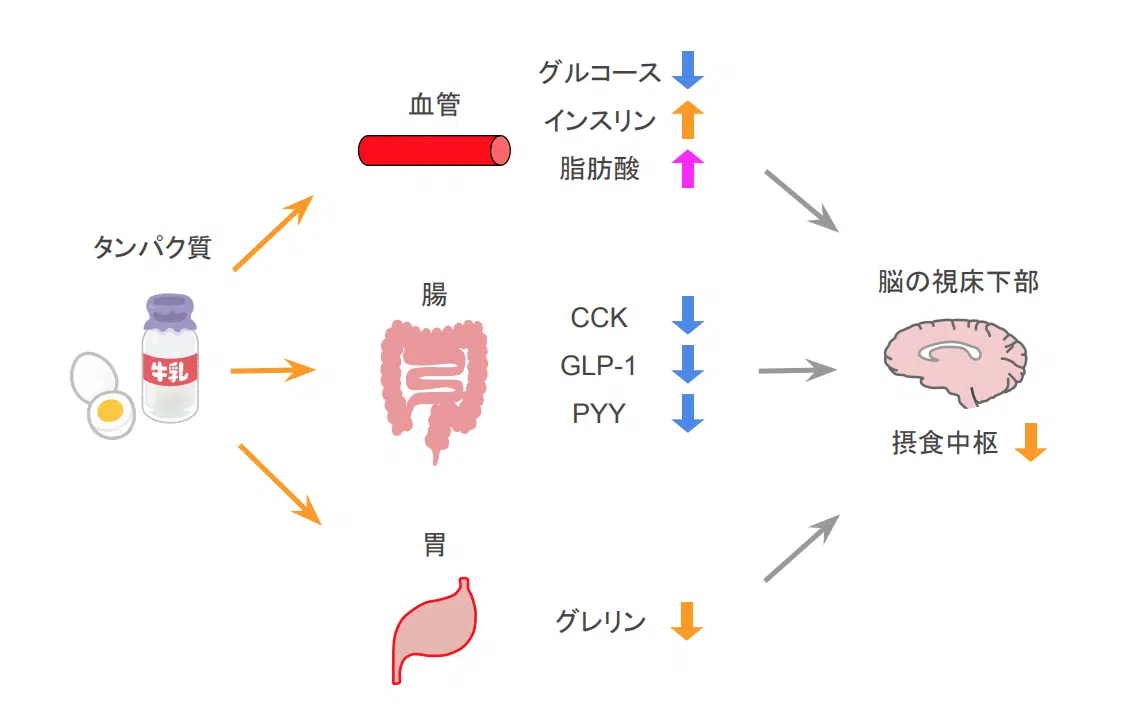 グルコース
血管
インスリン
脂肪酸
タンパク質
牛乳
腸
CCK
GLP-1
PYY
脳の視床下部
摂食中枢
胃
グレリン